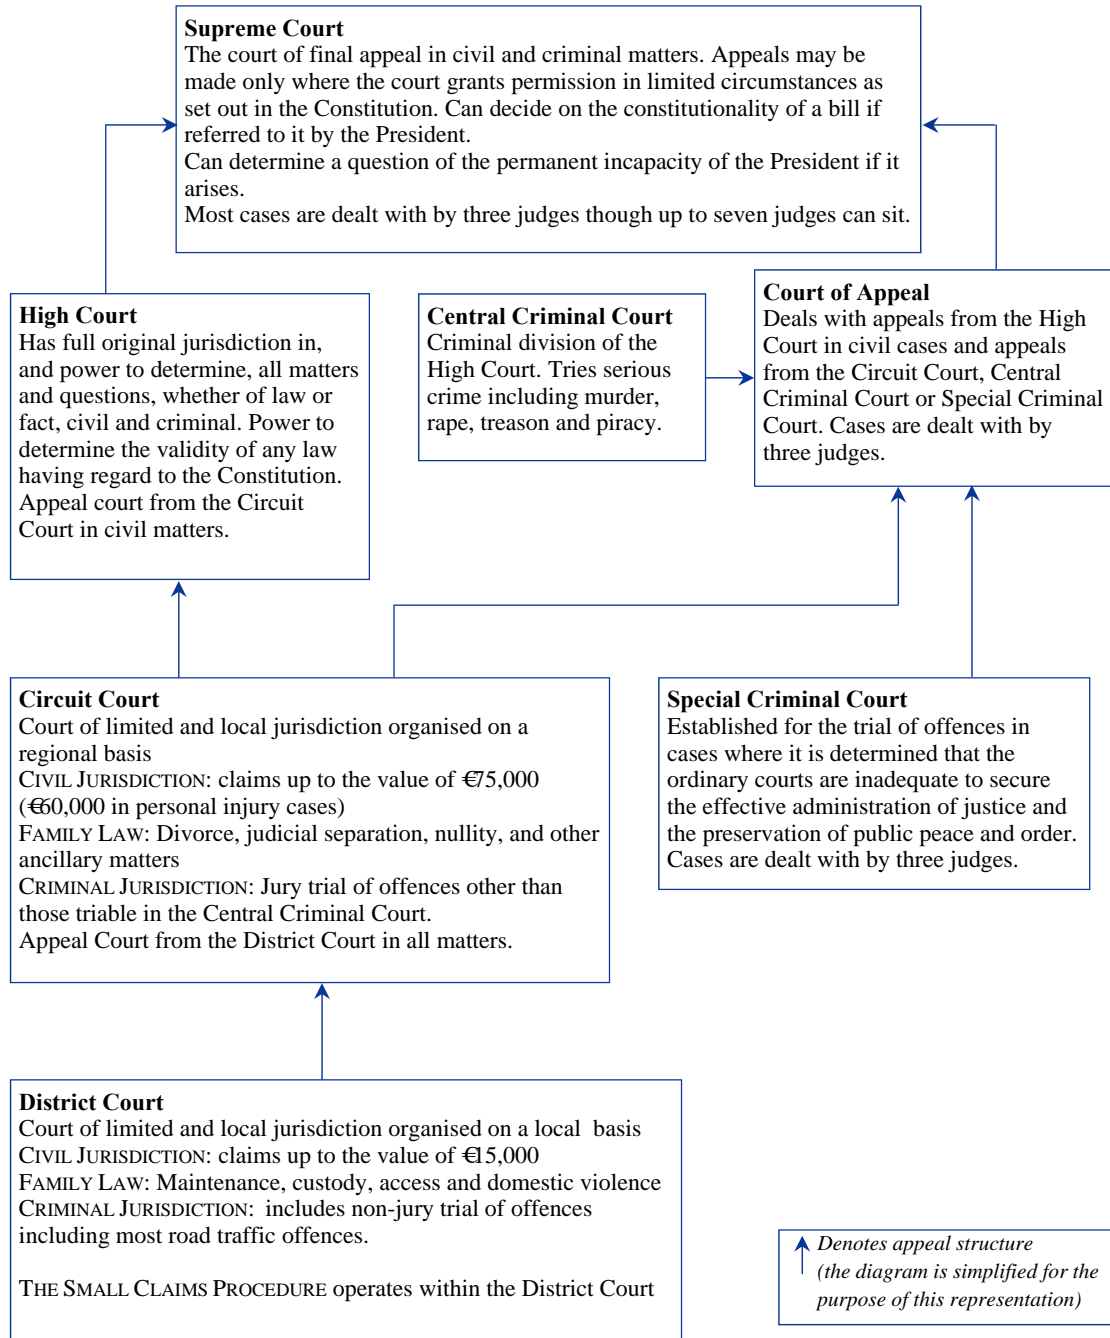 Supreme Court
The court of final appeal in civil and criminal matters. Appeals may be
made only where the court grants permission in limited circumstances as
set out in the Constitution. Can decide on the constitutionality of a bill if
referred to it by the President.
Can determine a question of the permanent incapacity of the President if it
arises.
Most cases are dealt with by three judges though up to seven judges can sit.
High Court
Has full original jurisdiction in,
and power to determine, all matters
and questions, whether of law or
fact, civil and criminal. Power to
determine the validity of any law
having regard to the Constitution.
Appeal court from the Circuit
Court in civil matters.
Central Criminal Court
Criminal division of the
High Court. Tries serious
crime including murder,
rape, treason and piracy.
Court of Appeal
Deals with appeals from the High
Court in civil cases and appeals
from the Circuit Court, Central
Criminal Court or Special Criminal
Court. Cases are dealt with by
three judges.
Circuit Court
Court of limited and local jurisdiction organised on a
regional basis
CIVIL JURISDICTION: claims up to the value of €75,000
(€60,000 in personal injury cases)
FAMILY LAW: Divorce, judicial separation, nullity, and other
ancillary matters
CRIMINAL JURISDICTION: Jury trial of offences other than
those triable in the Central Criminal Court.
Appeal Court from the District Court in all matters.
Special Criminal Court
Established for the trial of offences in
cases where it is determined that the
ordinary courts are inadequate to secure
the effective administration of justice and
the preservation of public peace and order.
Cases are dealt with by three judges.
District Court
Court of limited and local jurisdiction organised on a local basis
CIVIL JURISDICTION: claims up to the value of €15,000
FAMILY LAW: Maintenance, custody, access and domestic violence
CRIMINAL JURISDICTION: includes non-jury trial of offences
including most road traffic offences.
THE SMALL CLAIMS PROCEDURE operates within the District Court
Denotes appeal structure
(the diagram is simplified for the
purpose of this representation)